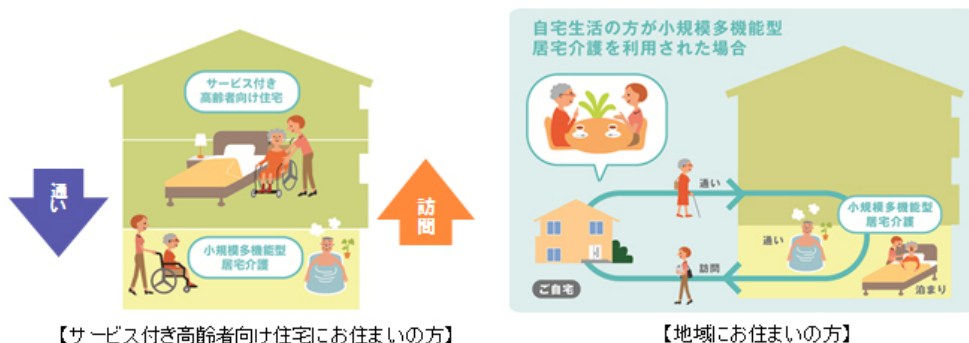 サービス付き
高齢者向け住宅
通い
訪問
小規模多機能型
居宅介護
【サービス付き高齢者向け住宅にお住まいの方】
自宅生活の方が小規模多機能型
居宅介護を利用された場合
通い
小規模多機能型
居宅介護
通い
訪問
泊まり
ご自宅
【地域にお住まいの方】